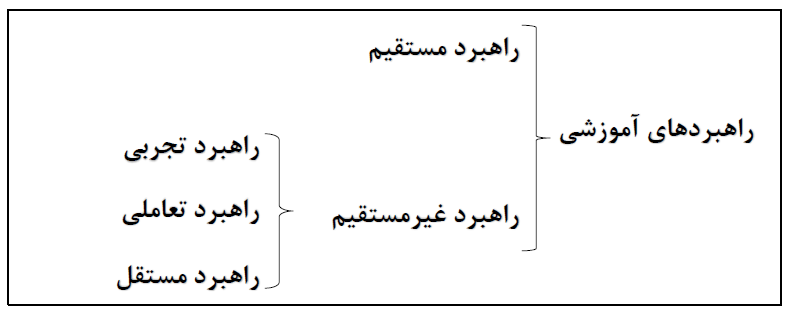 راهبردهای آموزشی
راهبرد مستقیم
راهبرد غیرمستقیم
راهبرد تجربی
راهبرد تعاملی
راهبرد مستقل